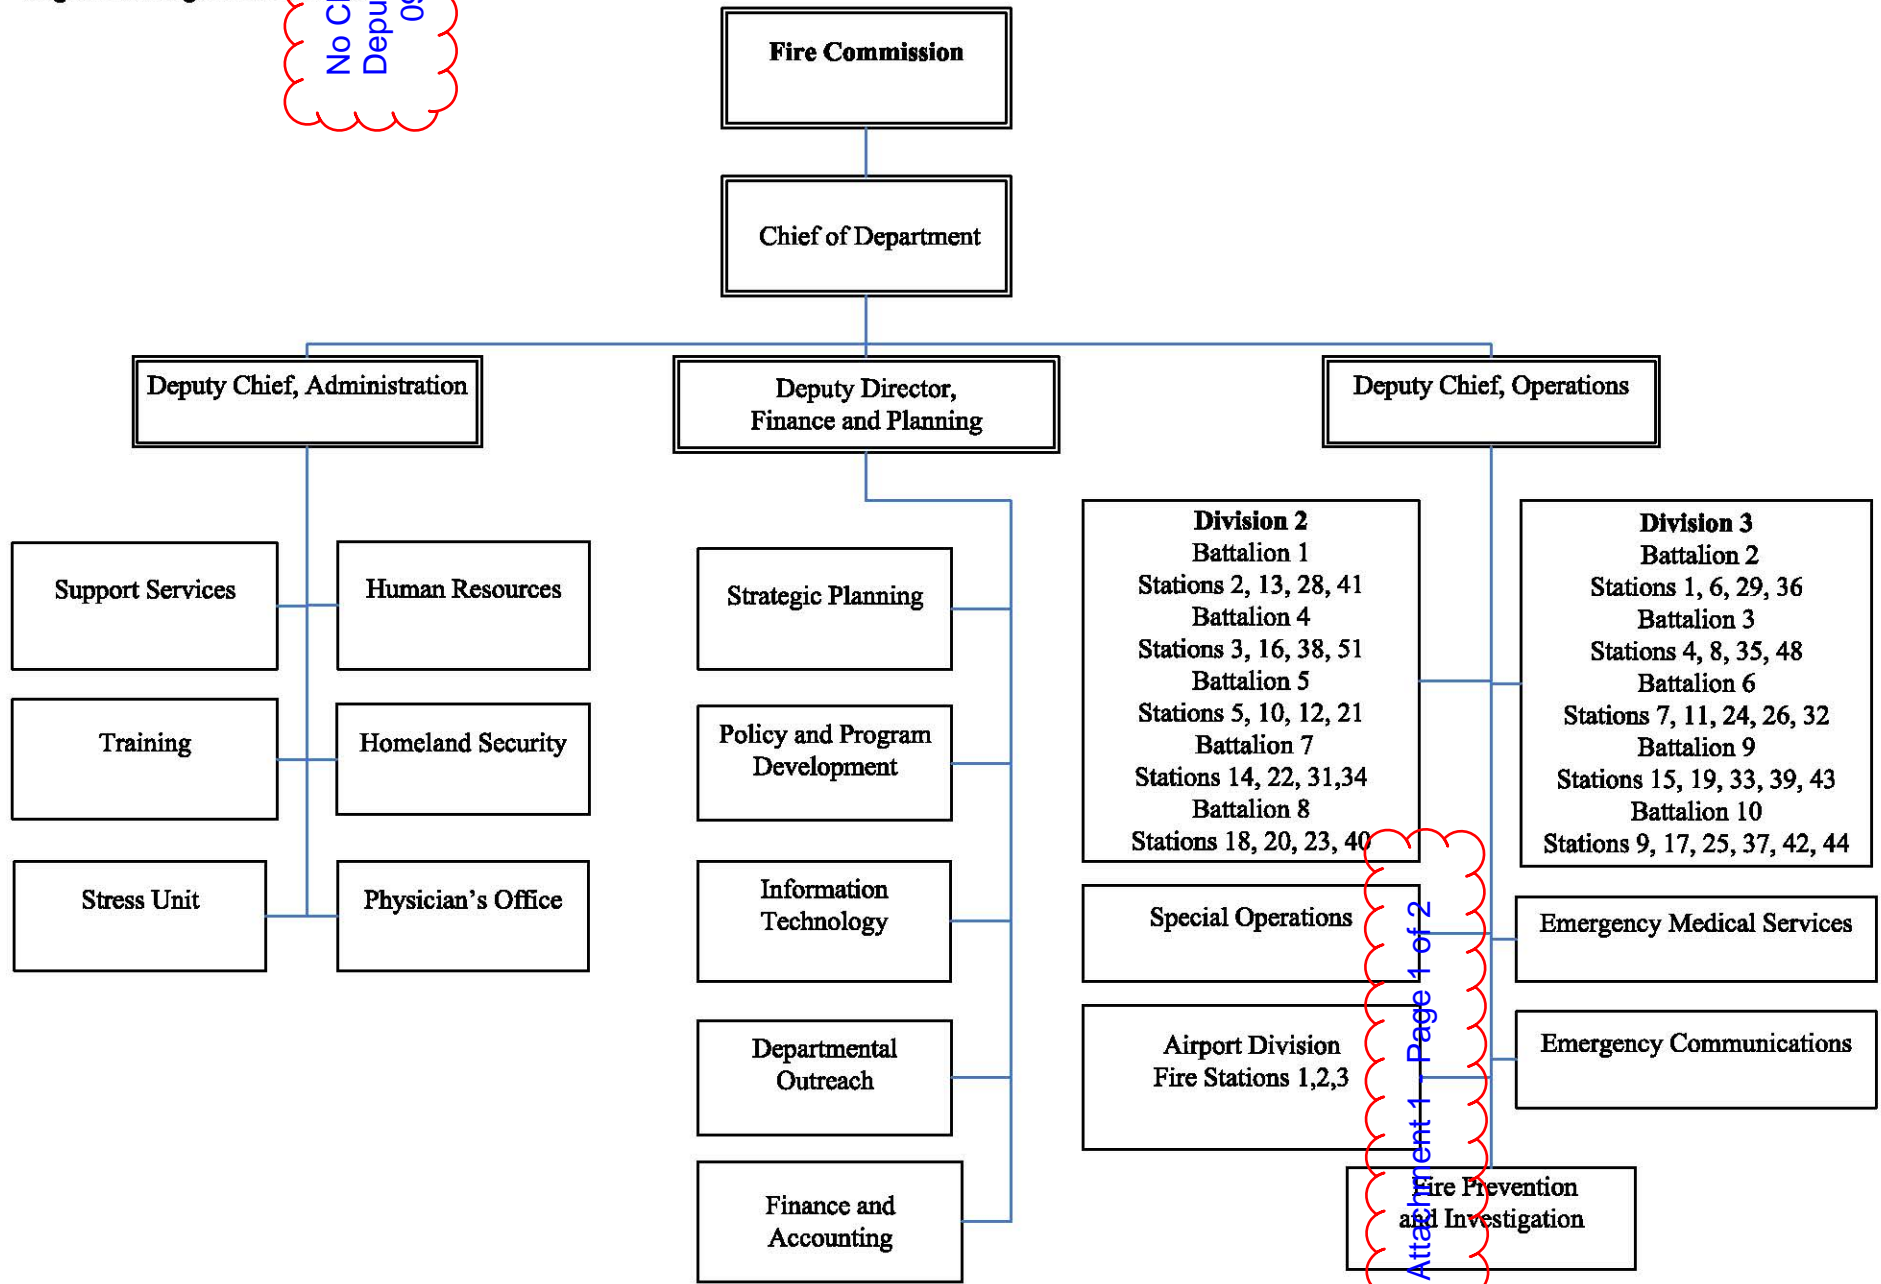 No
Fire Commission
Chief of Department
Deputy Chief, Administration
Deputy Director,
Finance and Planning
Deputy Chief, Operations
Support Services
Human Resources
Training
Homeland Security
Stress Unit
Physician's Office
Strategic Planning
Policy and Program
Development
Information
Technology
Departmental
Outreach
Finance and
Accounting
Division 2
Battalion 1
Stations 2, 13, 28, 41
Battalion 4
Stations 3, 16, 38, 51
Battalion 5
Stations 5, 10, 12, 21
Battalion 7
Stations 14, 22, 31,34
Battalion 8
Stations 18, 20, 23, 40
Division 3
Battalion 2
Stations 1, 6, 29, 36
Battalion 3
Stations 4, 8, 35, 48
Battalion 6
Stations 7, 11, 24, 26, 32
Battalion 9
Stations 15, 19, 33, 39, 43
Battalion 10
Stations 9, 17, 25, 37, 42, 44
Special Operations
Emergency Medical Services
Airport Division
Fire Stations 1,2,3
Emergency Communications
Fire Prevention
and Investigation
Attachment 1 - Page 1 of 2